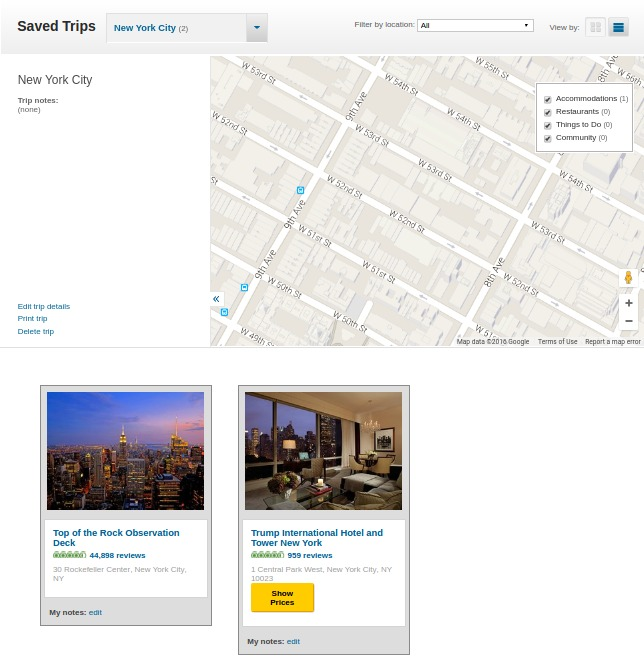 Saved Trips
New York City (2)
Filter by location: All
View by:
New York City
Trip notes:
(none)
Edit trip details
Print trip
Delete trip
W 53rd St
W 54th St
W 55th St
8th Av
W 56th
9th Ave
W 54th St
W 52nd St
W 53rd St
W 53rd St
W 54th St
St
W 52nd St
9th Ave
W 52nd St
W 53rd St
W 51st St
9th Ave
W 51st St
8th Ave
W 52nd St
W 50th St
W 50th St
W 49th St
W 51s
Accommodations (1)
Restaurants (0)
Things to Do (0)
Community (0)
«
+
−
Map data ©2016 Google Terms of Use Report a map error
Top of the Rock Observation
Deck
44,898 reviews
30 Rockefeller Center, New York City,
NY
My notes: edit
Trump International Hotel and
Tower New York
959 reviews
1 Central Park West, New York City, NY
10023
Show
Prices
My notes: edit